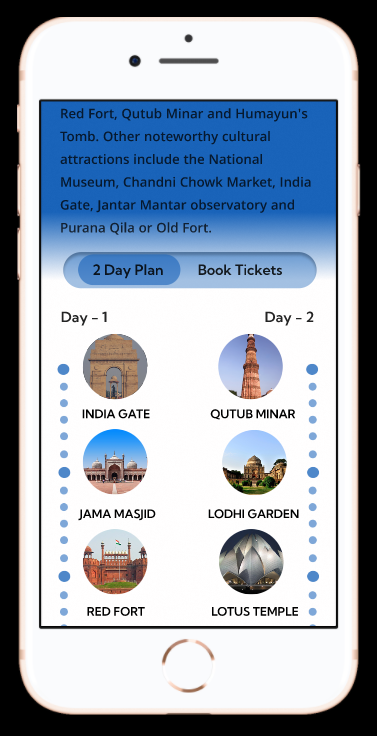 Red Fort, Qutub Minar and Humayun's
Tomb. Other noteworthy cultural
attractions include the National
Museum, Chandni Chowk Market, India
Gate, Jantar Mantar observatory and
Purana Qila or Old Fort.
2 Day Plan Book Tickets
Day - 1 Day - 2
INDIA GATE QUTUB MINAR
JAMA MASJID LODHI GARDEN
RED FORT LOTUS TEMPLE